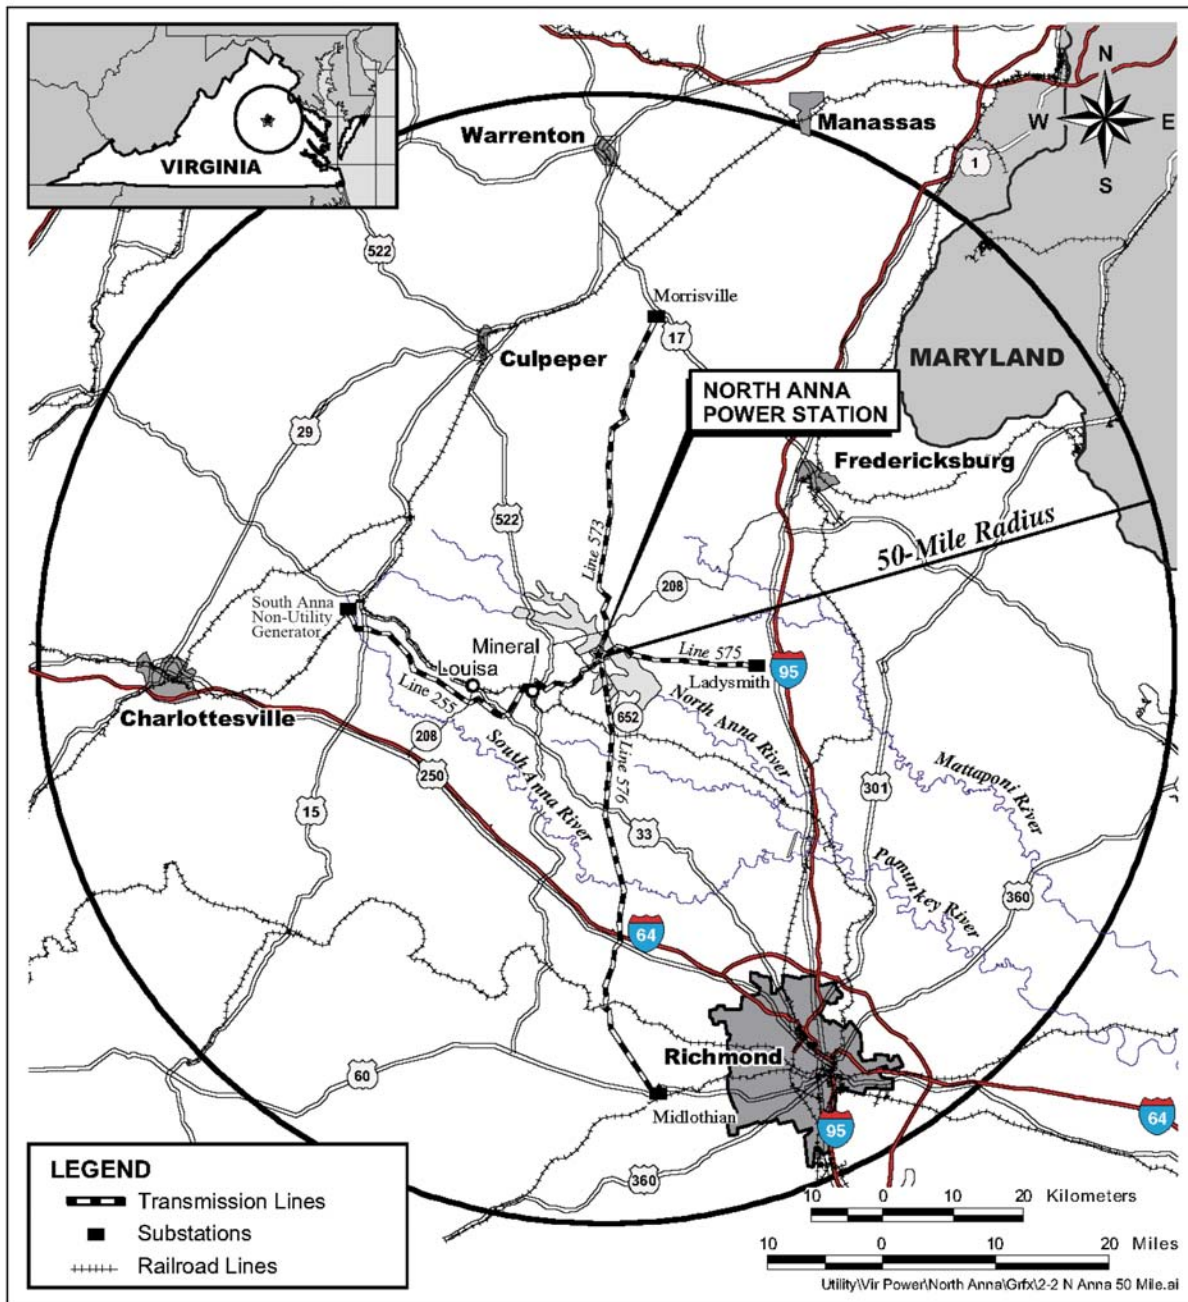 VIRGINIA
Warrenton
Manassas
N
W
E
S
1
522
Morrisville
17
Culpeper
MARYLAND
NORTH ANNA
POWER STATION
29
Fredericksburg
522
Line 573
50-Mile Radius
208
South Anna
Non-Utility
Generator
Mineral
Louisa
Line 575
Ladysmith
95
Line 255
Charlottesville
208
250
652
Line 576
North Anna River
South Anna River
Mattaponi River
301
15
33
Pamunkey River
360
64
Richmond
60
Midlothian
95
64
360
LEGEND
Transmission Lines
Substations
Railroad Lines
10 0 10 20 Kilometers
10 0 10 20 Miles
Utility\Vir Power\North Anna\Grfx\2-2 N Anna 50 Mile.ai